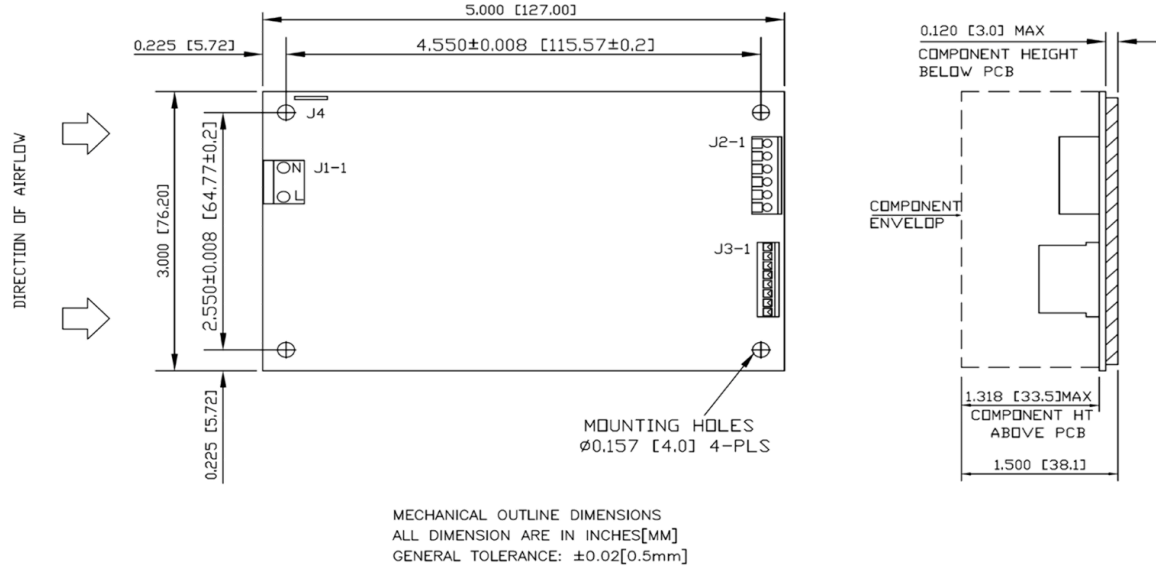 5.000 [127.00]
0.225 [5.72]
4.550±0.008 [115.57±0.2]
0.120 [3.0] MAX
COMPONENT HEIGHT
BELOW PCB
J4
DIRECTION OF AIRFLOW
3.000 [76.20]
2.550±0.008 [64.77±0.2]
N
J1-1
L
J2-1
J3-1
COMPONENT
ENVELOP
0.225 [5.72]
MOUNTING HOLES
Ø0.157 [4.0] 4-PLS
1.318 [33.5]MAX
COMPONENT HT
ABOVE PCB
1.500 [38.1]
MECHANICAL OUTLINE DIMENSIONS
ALL DIMENSION ARE IN INCHES[MM]
GENERAL TOLERANCE: ±0.02[0.5mm]